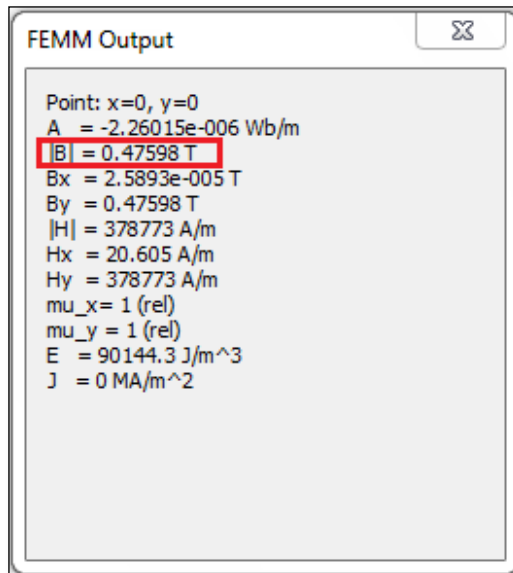 FEMM Output
Point: x=0, y=0
A = -2.26015e-006 Wb/m
|B| = 0.47598 T
Bx = 2.5893e-005 T
By = 0.47598 T
|H| = 378773 A/m
Hx = 20.605 A/m
Hy = 378773 A/m
mu_x= 1 (rel)
mu_y = 1 (rel)
E = 90144.3 J/m^3
J = 0 MA/m^2